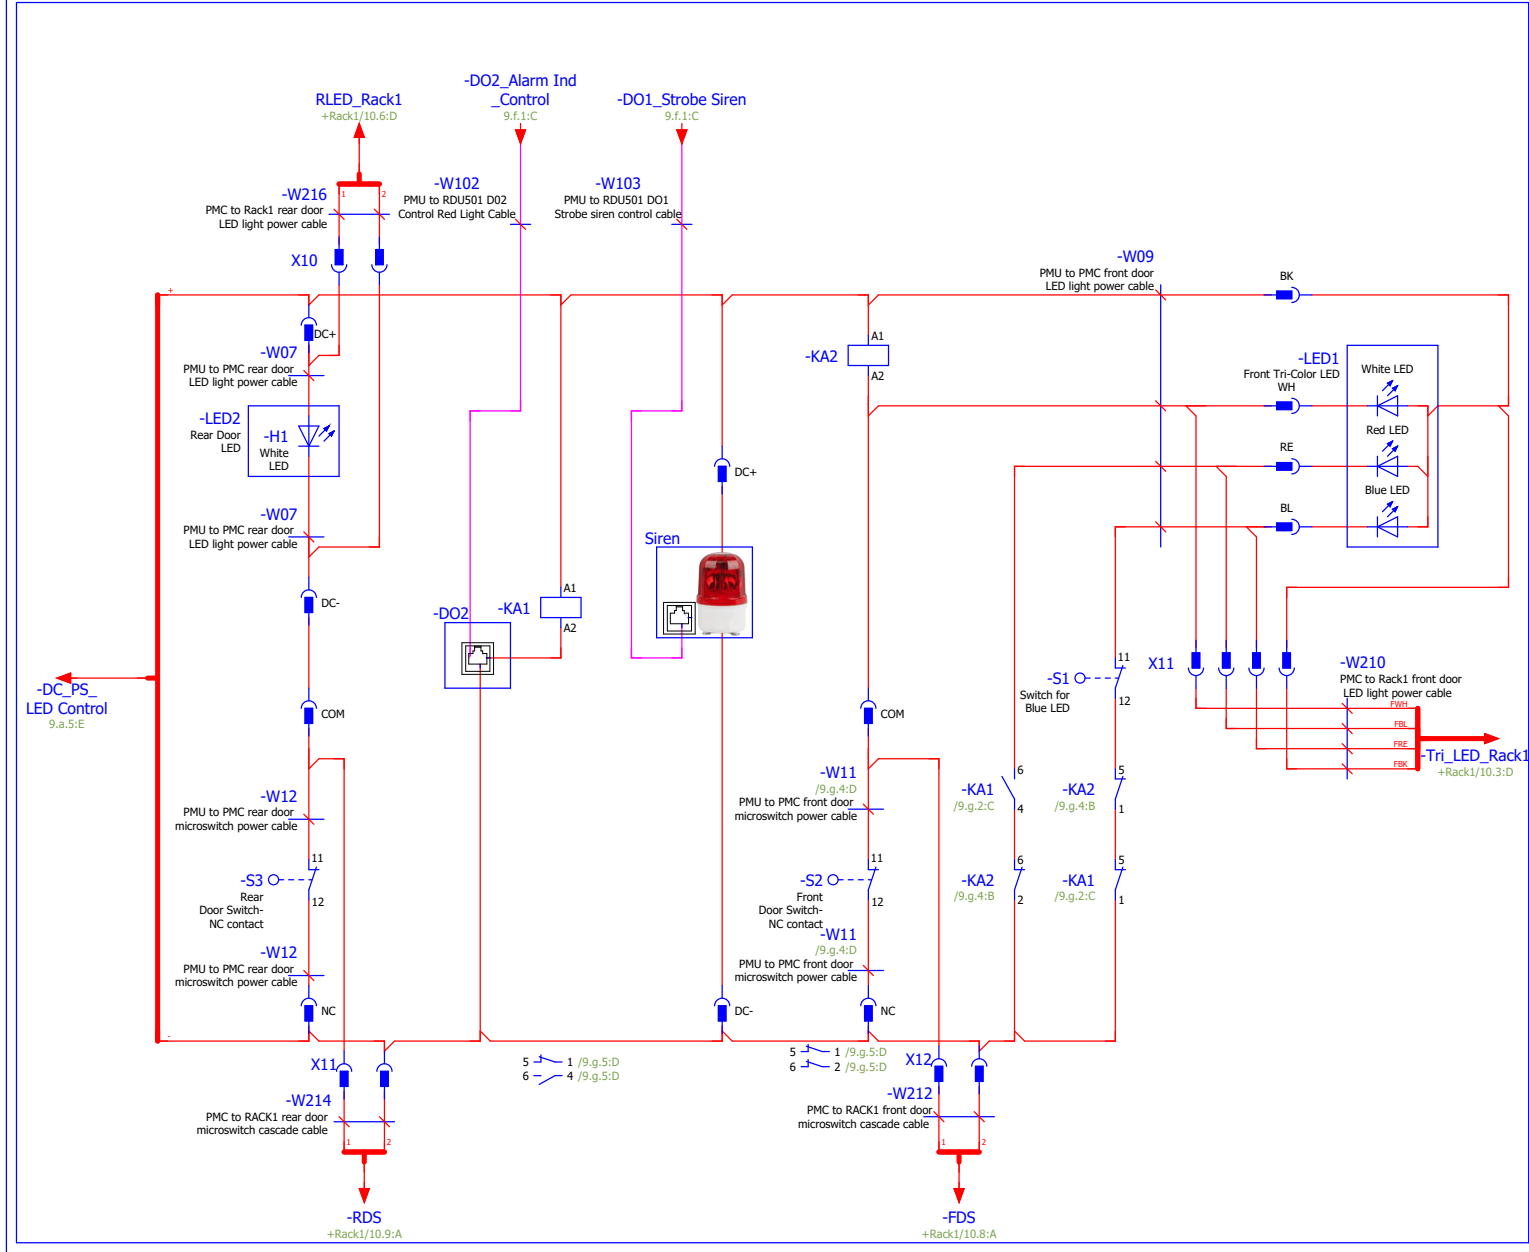 -DO2_Alarm Ind
_Control
9.f.1:C
RLED_Rack1
+Rack1/10.6:D
-DO1_Strobe Siren
9.f.1:C
-W216
PMC to Rack1 rear door
LED light power cable
1
2
-W102
PMU to RDU501 D02
Control Red Light Cable
-W103
PMU to RDU501 DO1
Strobe siren control cable
X10
-W09
PMU to PMC front door
LED light power cable
BK
+
DC+
-W07
PMU to PMC rear door
LED light power cable
-KA2
A1
A2
-LED1
Front Tri-Color LED
WH
White LED
-LED2
Rear Door
LED
-H1
White
LED
RE
Red LED
DC+
BL
Blue LED
-W07
PMU to PMC rear door
LED light power cable
Siren
DC-
-DO2
-KA1
A1
A2
-DC_PS_
LED Control
9.a.5:E
COM
COM
-S1
Switch for
Blue LED
11
12
X11
-W210
PMC to Rack1 front door
LED light power cable
FWH
FBL
FRE
FBK
-Tri_LED_Rack1
+Rack1/10.3:D
-W12
PMU to PMC rear door
microswitch power cable
-W11
/9.g.4:D
PMU to PMC front door
microswitch power cable
-KA1
/9.g.2:C
6
4
-KA2
/9.g.4:B
5
1
-S3
Rear
Door Switch-
NC contact
11
12
-S2
Front
Door Switch-
NC contact
11
12
-KA2
/9.g.4:B
6
2
-KA1
/9.g.2:C
5
1
-W12
PMU to PMC rear door
microswitch power cable
-W11
/9.g.4:D
PMU to PMC front door
microswitch power cable
NC
DC-
NC
-
X11
5 1 /9.g.5:D
6 4 /9.g.5:D
5 1 /9.g.5:D
6 2 /9.g.5:D
X12
-W214
PMC to RACK1 rear door
microswitch cascade cable
1
2
-W212
PMC to RACK1 front door
microswitch cascade cable
1
2
-RDS
+Rack1/10.9:A
-FDS
+Rack1/10.8:A